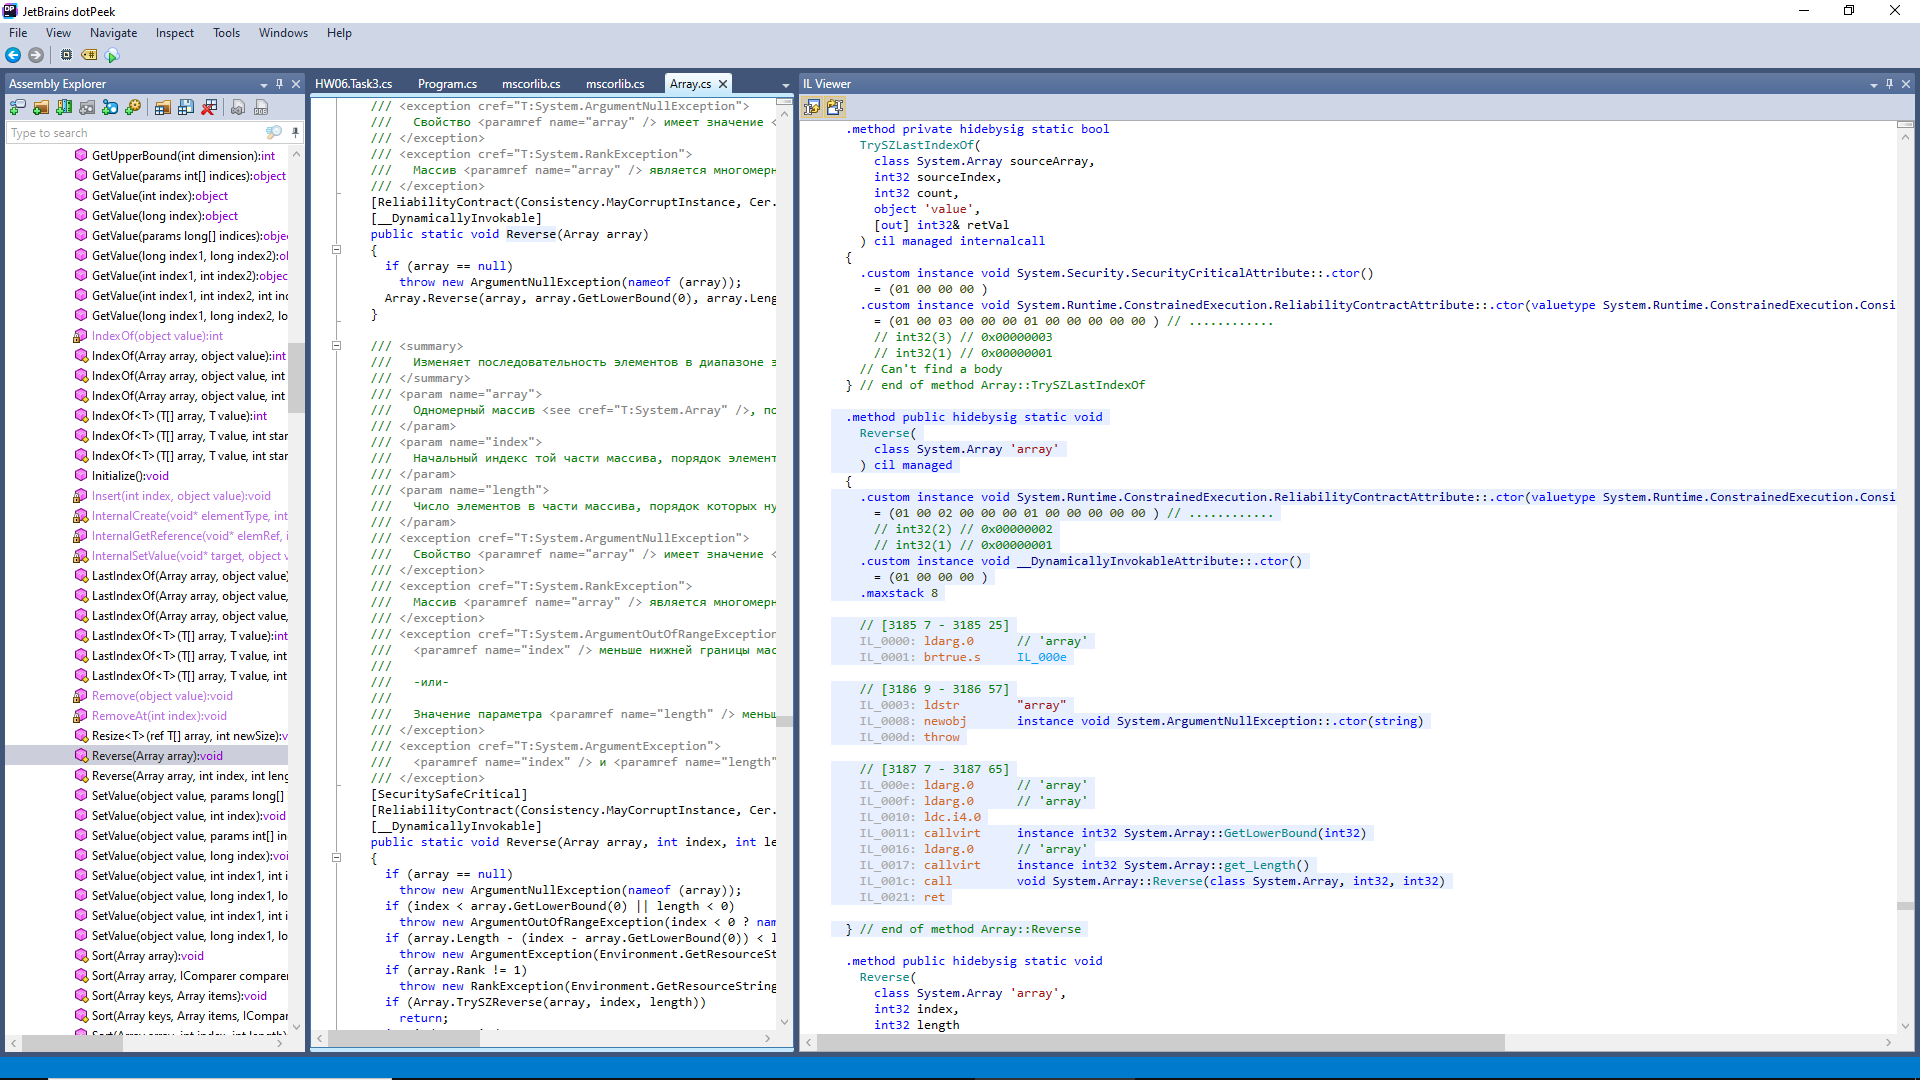 JetBrains dotPeek
File View Navigate Inspect Tools Windows Help
Assembly Explorer
Type to search
GetUpperBound(int dimension):int
GetValue(params int[] indices):object
GetValue(int index):object
GetValue(long index):object
GetValue(params long[] indices):obje
GetValue(long index1, long index2):ol
GetValue(int index1, int index2):objec
GetValue(int index1, int index2, int ind
GetValue(long index1, long index2, lo
IndexOf(object value):int
IndexOf(Array array, object value):int
IndexOf(Array array, object value, int
IndexOf(Array array, object value, int
IndexOf<T>(T[] array, T value):int
IndexOf<T>(T[] array, T value, int star
IndexOf<T>(T[] array, T value, int star
Initialize():void
Insert(int index, object value):void
InternalCreate(void* elementType, int
InternalGetReference(void* elemRef, i
InternalSetValue(void* target, object v
LastIndexOf(Array array, object value)
LastIndexOf(Array array, object value,
LastIndexOf(Array array, object value,
LastIndexOf<T>(T[] array, T value):int
LastIndexOf<T>(T[] array, T value, int
LastIndexOf<T>(T[] array, T value, int
Remove(object value):void
RemoveAt(int index):void
Resize<T>(ref T[] array, int newSize):v
Reverse(Array array):void
Reverse(Array array, int index, int leng
SetValue(object value, params long[]
SetValue(object value, int index):void
SetValue(object value, params int[] in
SetValue(object value, long index):voi
SetValue(object value, int index1, int i
SetValue(object value, long index1, lo
SetValue(object value, int index1, int i
SetValue(object value, long index1, lo
Sort(Array array):void
Sort(Array array, IComparer comparer
Sort(Array keys, Array items):void
Sort(Array keys, Array items, ICompar
Sort(Array array, int index, int length)
HW06.Task3.cs Program.cs mscorlib.cs mscorlib.cs Array.cs
/// <exception cref="T:System.ArgumentNullException">
///   Свойство <paramref name="array" /> имеет значение <
/// </exception>
/// <exception cref="T:System.RankException">
///   Массив <paramref name="array" /> является многомерн
/// </exception>
[ReliabilityContract(Consistency.MayCorruptInstance, Cer.
[__DynamicallyInvokable]
public static void Reverse(Array array)
{
  if (array == null)
    throw new ArgumentNullException(nameof (array));
  Array.Reverse(array, array.GetLowerBound(0), array.Leng
}
/// <summary>
///   Изменяет последовательность элементов в диапазоне э
/// </summary>
/// <param name="array">
///   Одномерный массив <see cref="T:System.Array" />, по
/// </param>
/// <param name="index">
///   Начальный индекс той части массива, порядок элемент
/// </param>
/// <param name="length">
///   Число элементов в части массива, порядок которых ну
/// </param>
/// <exception cref="T:System.ArgumentNullException">
///   Свойство <paramref name="array" /> имеет значение <
/// </exception>
/// <exception cref="T:System.RankException">
///   Массив <paramref name="array" /> является многомерн
/// </exception>
/// <exception cref="T:System.ArgumentOutOfRangeException
///   <paramref name="index" /> меньше нижней границы мас
///
///   -или-
///
///   Значение параметра <paramref name="length" /> меньш
/// </exception>
/// <exception cref="T:System.ArgumentException">
///   <paramref name="index" /> и <paramref name="length"
/// </exception>
[SecuritySafeCritical]
[ReliabilityContract(Consistency.MayCorruptInstance, Cer.
[__DynamicallyInvokable]
public static void Reverse(Array array, int index, int le
{
  if (array == null)
    throw new ArgumentNullException(nameof (array));
  if (index < array.GetLowerBound(0) || length < 0)
    throw new ArgumentOutOfRangeException(index < 0 ? nam
  if (array.Length - (index - array.GetLowerBound(0)) < l
    throw new ArgumentException(Environment.GetResourceSt
  if (array.Rank != 1)
    throw new RankException(Environment.GetResourceString
  if (Array.TrySZReverse(array, index, length))
    return;
IL Viewer
.method private hidebysig static bool
  TrySZLastIndexOf(
    class System.Array sourceArray,
    int32 sourceIndex,
    int32 count,
    object 'value',
    [out] int32& retVal
  ) cil managed internalcall
{
  .custom instance void System.Security.SecurityCriticalAttribute::.ctor()
    = (01 00 00 00 )
  .custom instance void System.Runtime.ConstrainedExecution.ReliabilityContractAttribute::.ctor(valuetype System.Runtime.ConstrainedExecution.Consi
    = (01 00 03 00 00 00 01 00 00 00 00 00 ) // ............
    // int32(3) // 0x00000003
    // int32(1) // 0x00000001
  // Can't find a body
} // end of method Array::TrySZLastIndexOf
.method public hidebysig static void
  Reverse(
    class System.Array 'array'
  ) cil managed
{
  .custom instance void System.Runtime.ConstrainedExecution.ReliabilityContractAttribute::.ctor(valuetype System.Runtime.ConstrainedExecution.Consi
    = (01 00 02 00 00 00 01 00 00 00 00 00 ) // ............
    // int32(2) // 0x00000002
    // int32(1) // 0x00000001
  .custom instance void __DynamicallyInvokableAttribute::.ctor()
    = (01 00 00 00 )
  .maxstack 8
  // [3185 7 - 3185 25]
  IL_0000: ldarg.0      // 'array'
  IL_0001: brtrue.s     IL_000e
  // [3186 9 - 3186 57]
  IL_0003: ldstr        "array"
  IL_0008: newobj       instance void System.ArgumentNullException::.ctor(string)
  IL_000d: throw
  // [3187 7 - 3187 65]
  IL_000e: ldarg.0      // 'array'
  IL_000f: ldarg.0      // 'array'
  IL_0010: ldc.i4.0
  IL_0011: callvirt     instance int32 System.Array::GetLowerBound(int32)
  IL_0016: ldarg.0      // 'array'
  IL_0017: callvirt     instance int32 System.Array::get_Length()
  IL_001c: call         void System.Array::Reverse(class System.Array, int32, int32)
  IL_0021: ret
} // end of method Array::Reverse
.method public hidebysig static void
  Reverse(
    class System.Array 'array',
    int32 index,
    int32 length